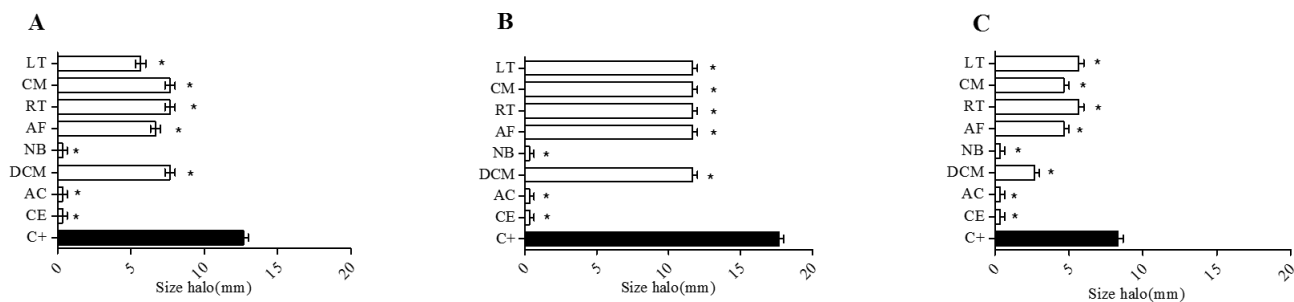 A
LT *
CM *
RT *
AF *
NB *
DCM *
AC *
CE *
C+
0 5 10 15 20
Size halo(mm)
B
LT *
CM *
RT *
AF *
NB *
DCM *
AC *
CE *
C+
0 5 10 15 20
Size halo(mm)
C
LT *
CM *
RT *
AF *
NB *
DCM *
AC *
CE *
C+
0 5 10 15 20
Size halo(mm)